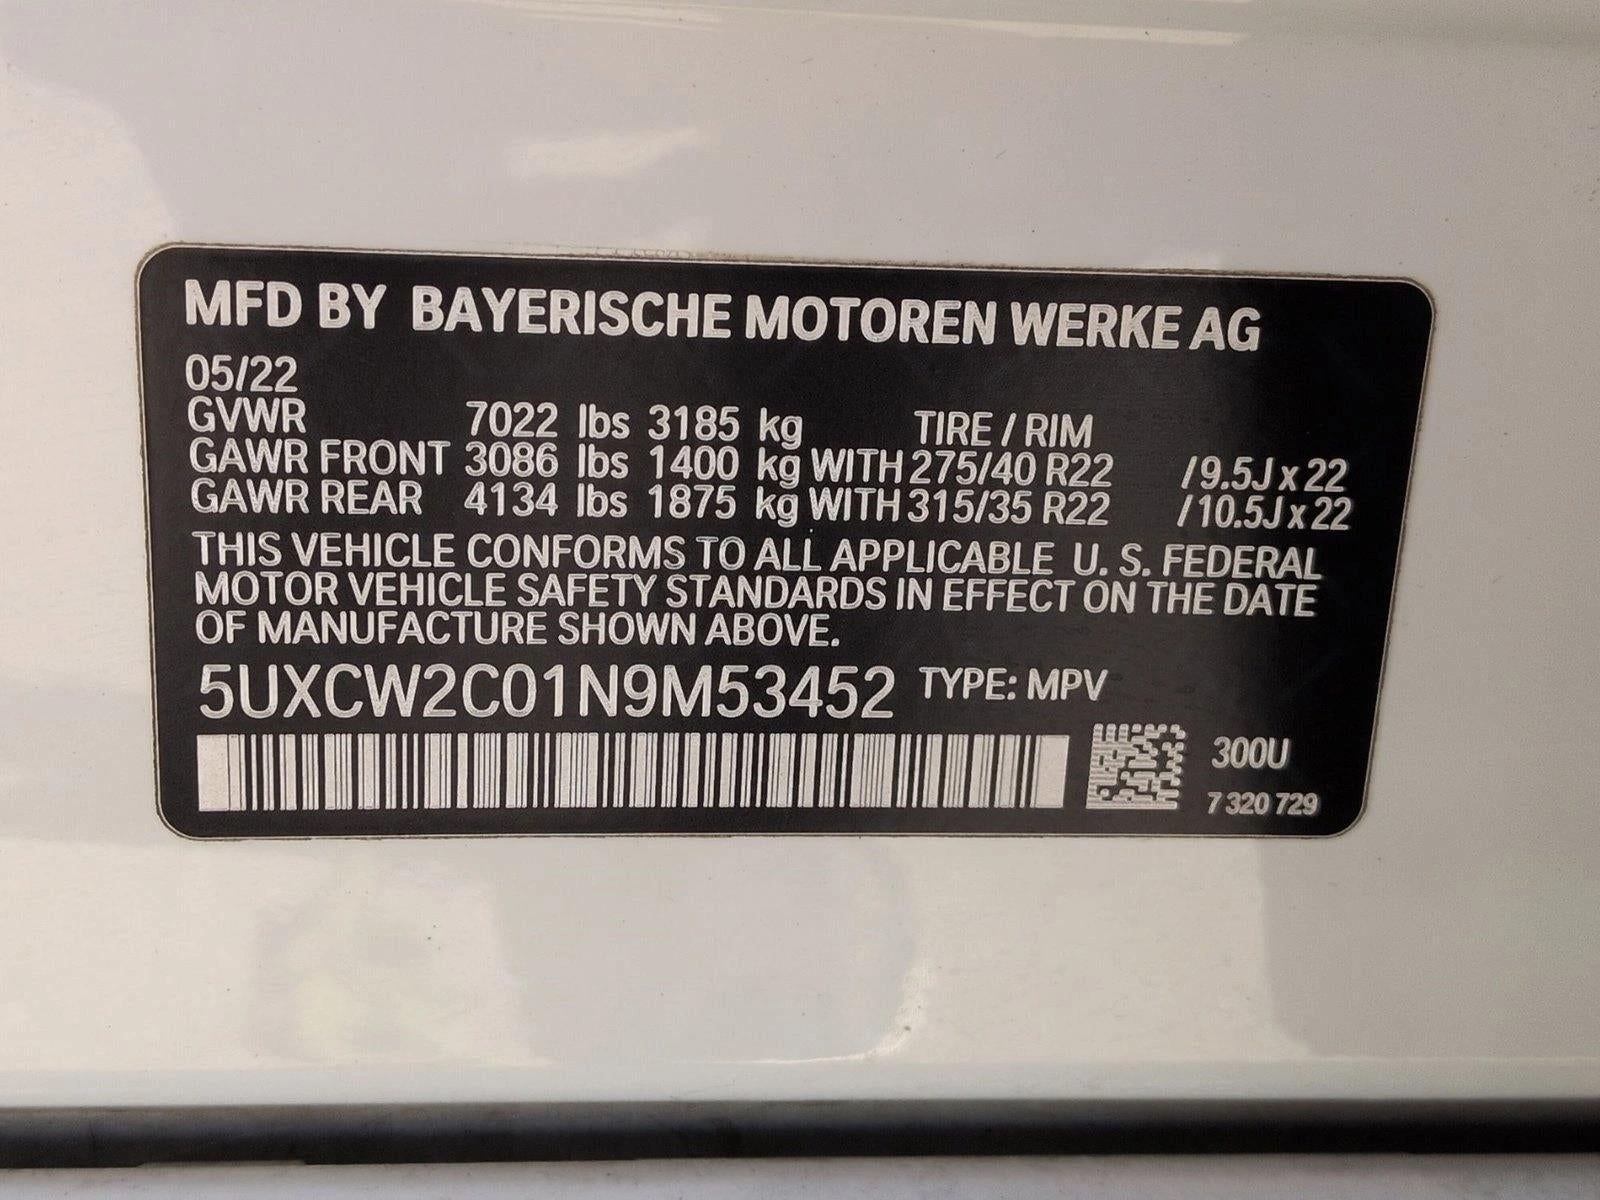 MFD BY BAYERISCHE MOTOREN WERKE AG
05/22
GVWR 7022 lbs 3185 kg TIRE / RIM
GAWR FRONT 3086 lbs 1400 kg WITH 275/40 R22 /9.5J x 22
GAWR REAR 4134 lbs 1875 kg WITH 315/35 R22 /10.5J x 22
THIS VEHICLE CONFORMS TO ALL APPLICABLE U. S. FEDERAL
MOTOR VEHICLE SAFETY STANDARDS IN EFFECT ON THE DATE
OF MANUFACTURE SHOWN ABOVE.
5UXCW2C01N9M53452 TYPE: MPV
300U
7 320 729